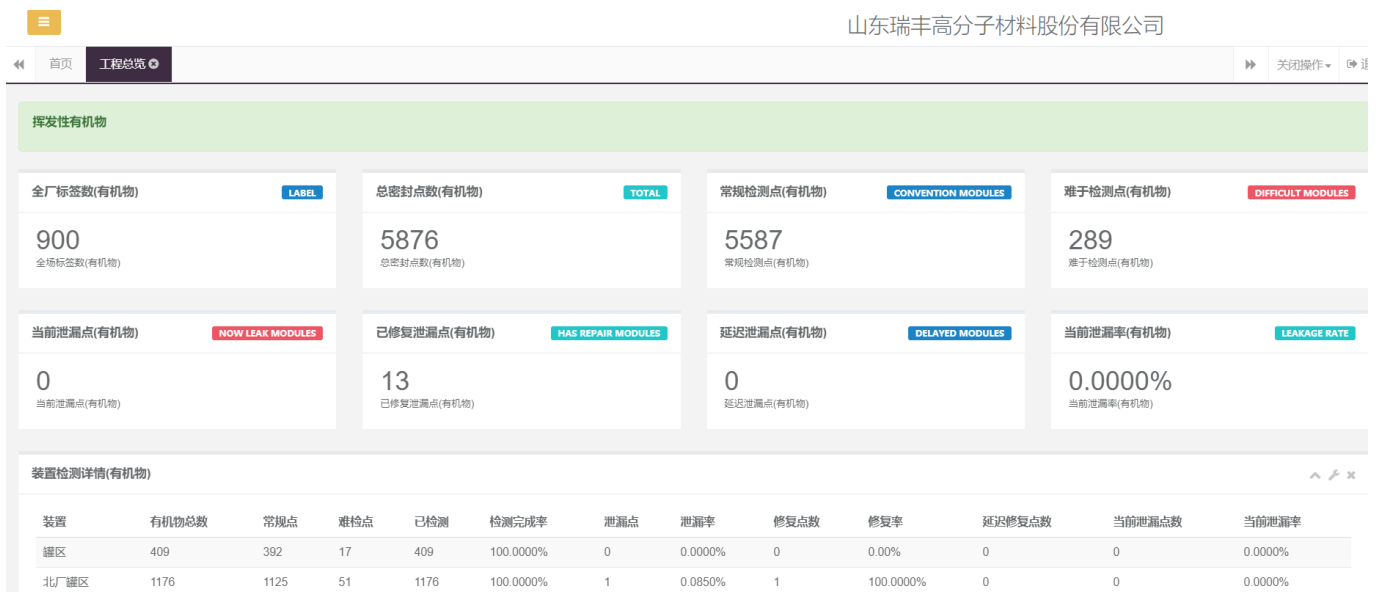 山东瑞丰高分子材料股份有限公司
首页 工程总览 关闭操作
挥发性有机物
全厂标签数(有机物) LABEL 总密封点数(有机物) TOTAL 常规检测点(有机物) CONVENTION MODULES 难于检测点(有机物) DIFFICULT MODULES
900 5876 5587 289
全场标签数(有机物) 总密封点数(有机物) 常规检测点(有机物) 难于检测点(有机物)
当前泄漏点(有机物) NOW LEAK MODULES 已修复泄漏点(有机物) HAS REPAIR MODULES 延迟泄漏点(有机物) DELAYED MODULES 当前泄漏率(有机物) LEAKAGE RATE
0 13 0 0.0000%
当前泄漏点(有机物) 已修复泄漏点(有机物) 延迟泄漏点(有机物) 当前泄漏率(有机物)
装置检测详情(有机物)
装置 有机物总数 常规点 难检点 已检测 检测完成率 泄漏点 泄漏率 修复点数 修复率 延迟修复点数 当前泄漏点数 当前泄漏率
罐区 409 392 17 409 100.0000% 0 0.0000% 0 0.00% 0 0 0.0000%
北厂罐区 1176 1125 51 1176 100.0000% 1 0.0850% 1 100.0000% 0 0 0.0000%